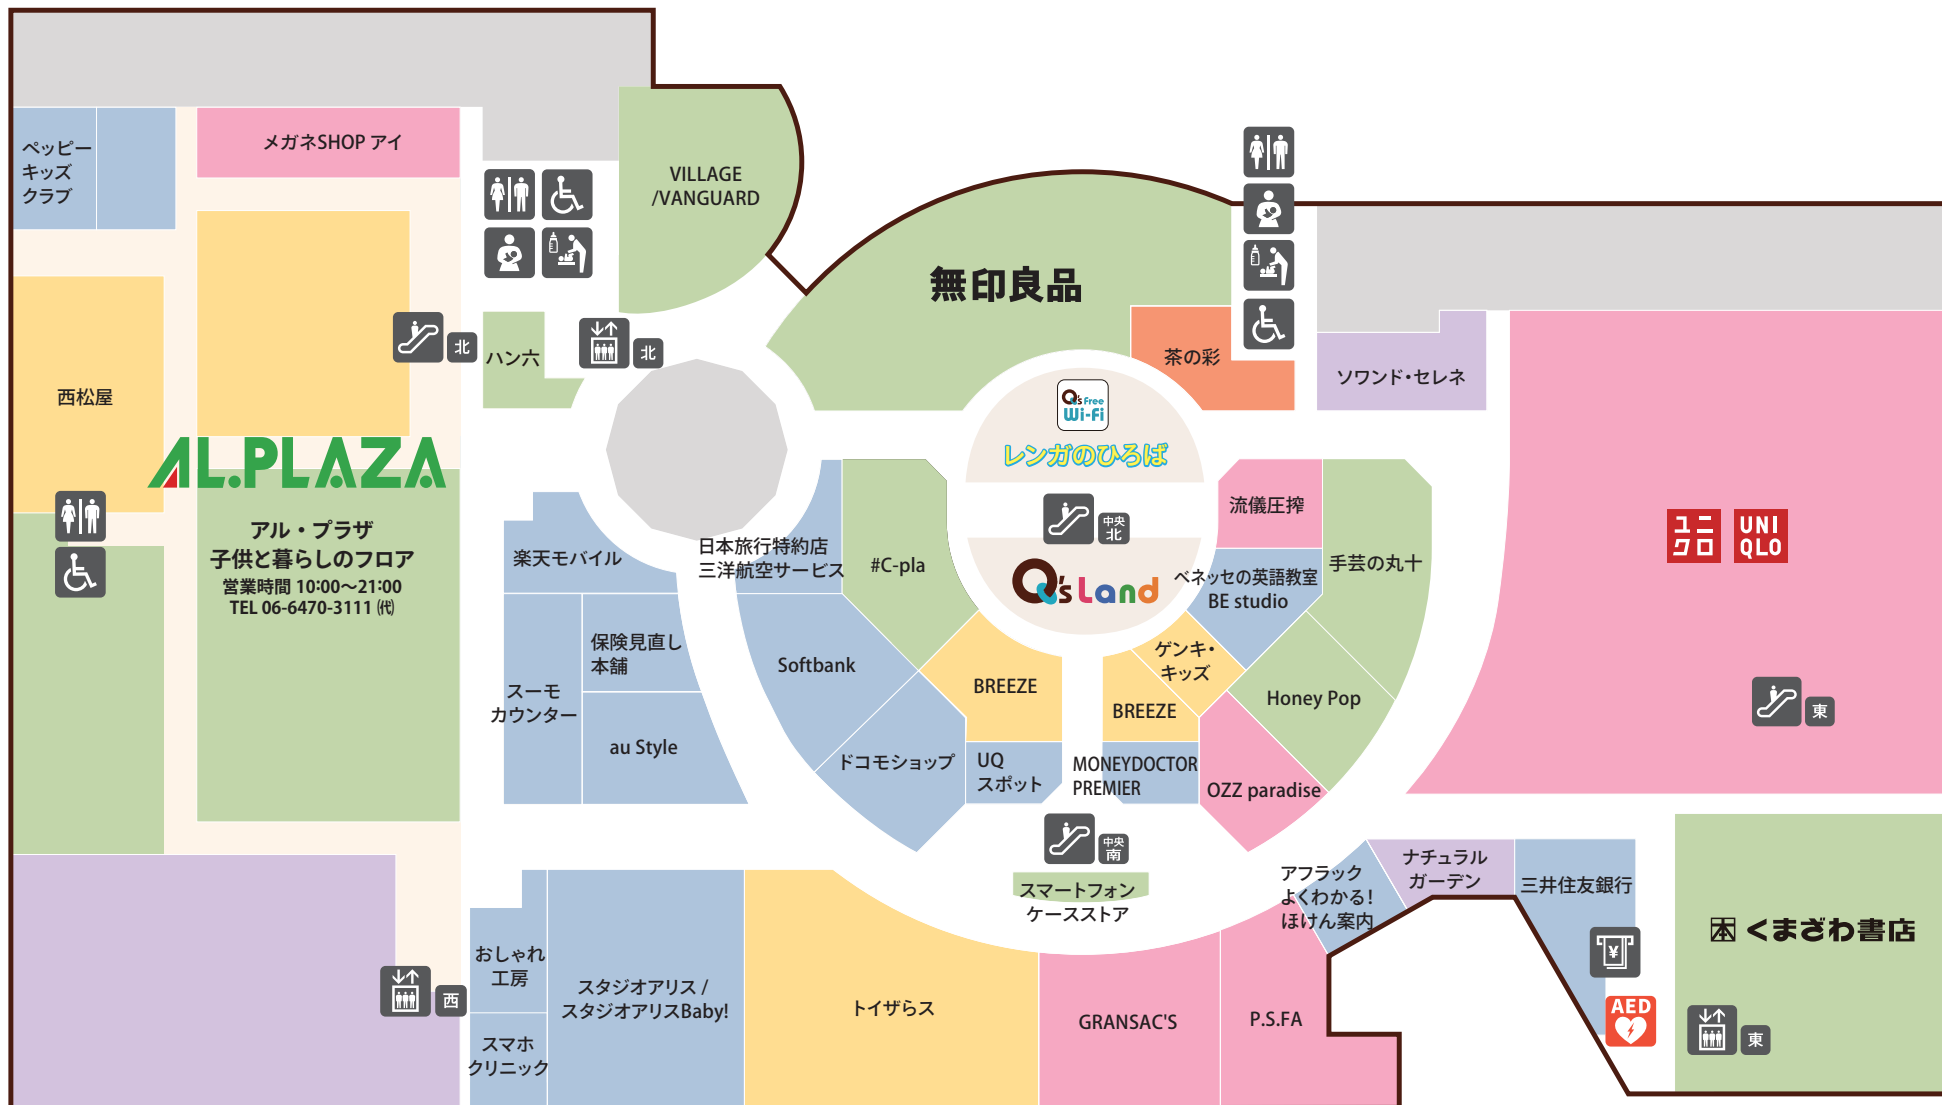 ペッピー
キッズ
クラブ
メガネSHOP アイ
VILLAGE
/VANGUARD
無印良品
茶の彩
ソワンド・セレネ
北
ハン六
北
西松屋
AL.PLAZA
アル・プラザ
子供と暮らしのフロア
営業時間 10:00〜21:00
TEL 06-6470-3111 ㈹
Q's Free
Wi-Fi
レンガのひろば
中央
北
Q's Land
流儀圧搾
ベネッセの英語教室
BE studio
手芸の丸十
ユニ
クロ
UNI
QLO
東
楽天モバイル
日本旅行特約店
三洋航空サービス
#C-pla
保険見直し
本舗
スーモ
カウンター
au Style
Softbank
ドコモショップ
BREEZE
UQ
スポット
ゲンキ・
キッズ
BREEZE
MONEYDOCTOR
PREMIER
Honey Pop
OZZ paradise
中央
南
スマートフォン
ケースストア
アフラック
よくわかる!
ほけん案内
ナチュラル
ガーデン
三井住友銀行
¥
AED
本 くまざわ書店
東
西
おしゃれ
工房
スマホ
クリニック
スタジオアリス /
スタジオアリスBaby!
トイザらス
GRANSAC'S
P.S.FA